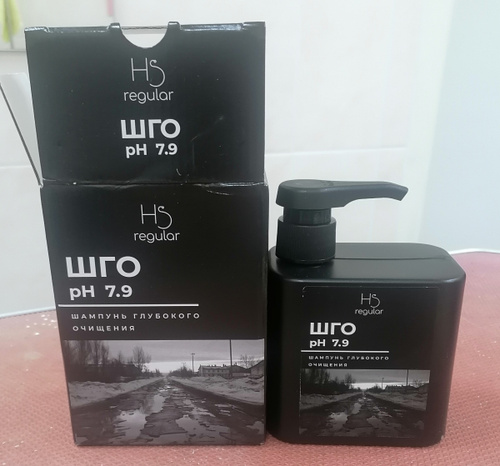 HS
regular
ШГО
pH 7.9
HS
regular
ШГО
pH 7.9
ШАМПУНЬ ГЛУБОКОГО
ОЧИЩЕНИЯ
HS
regular
ШГО
pH 7.9
ШАМПУНЬ ГЛУБОКОГО
ОЧИЩЕНИЯ